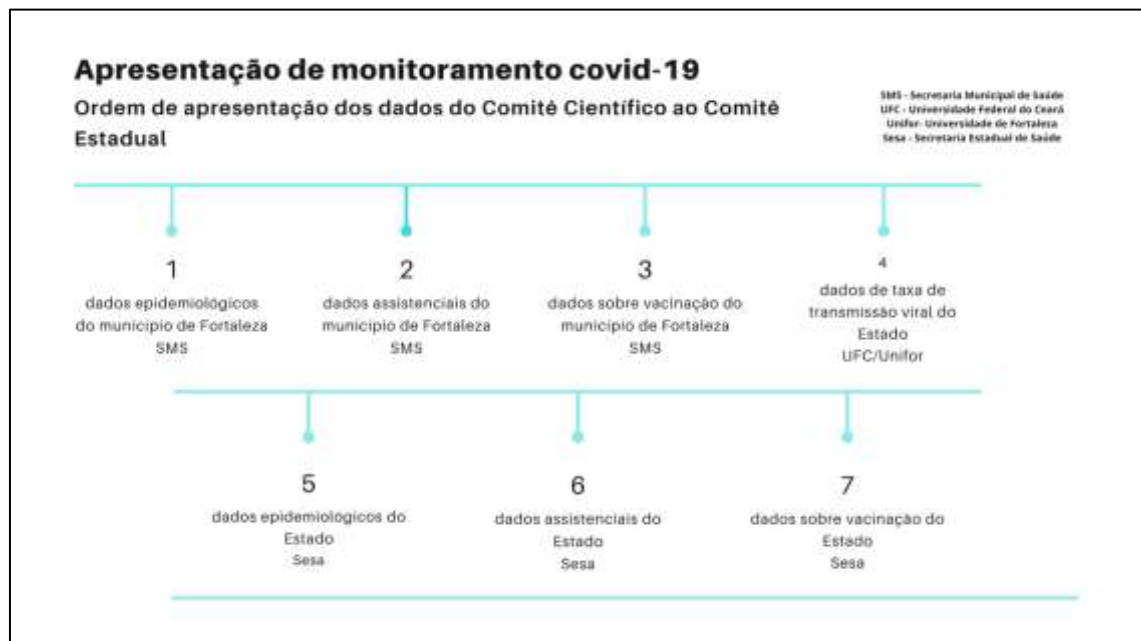 Apresentação de monitoramento covid-19
Ordem de apresentação dos dados do Comitê Científico ao Comitê
Estadual
SMS - Secretaria Municipal de Saúde
UFC - Universidade Federal do Ceará
Unifor- Universidade de Fortaleza
Sesa - Secretaria Estadual de Saúde
1
dados epidemiológicos
do municipio de Fortaleza
SMS
2
dados assistenciais do
municipio de Fortaleza
SMS
3
dados sobre vacinação do
municipio de Fortaleza
SMS
4
dados de taxa de
transmissão viral do
Estado
UFC/Unifor
5
dados epidemiológicos do
Estado
Sesa
6
dados assistenciais do
Estado
Sesa
7
dados sobre vacinação do
Estado
Sesa